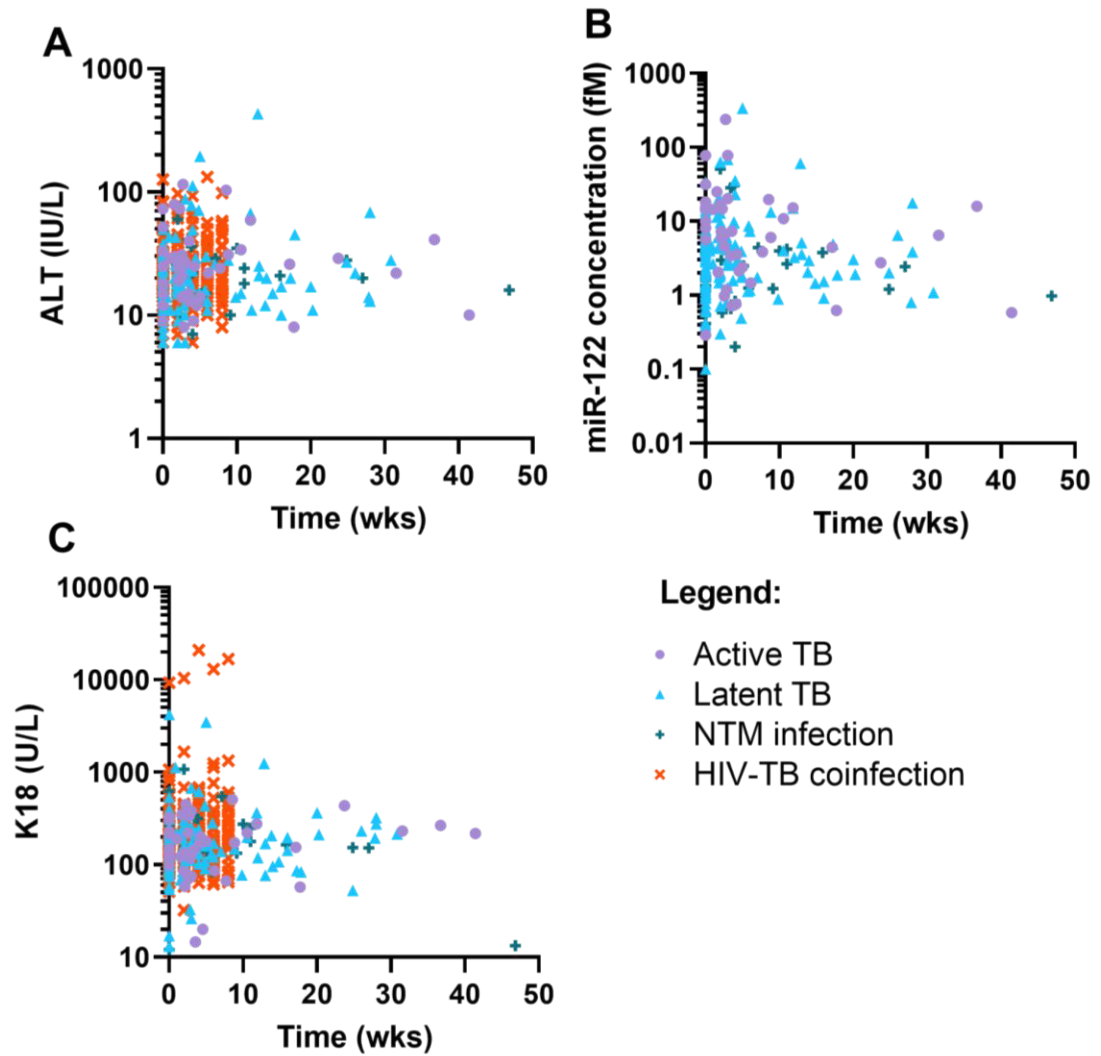 A
1000
100
10
1
ALT (IU/L)
0 10 20 30 40 50
Time (wks)
B
1000
100
10
1
0.1
0.01
miR-122 concentration (fM)
0 10 20 30 40 50
Time (wks)
C
100000
10000
1000
100
10
K18 (U/L)
0 10 20 30 40 50
Time (wks)
Legend:
Active TB
Latent TB
NTM infection
HIV-TB coinfection